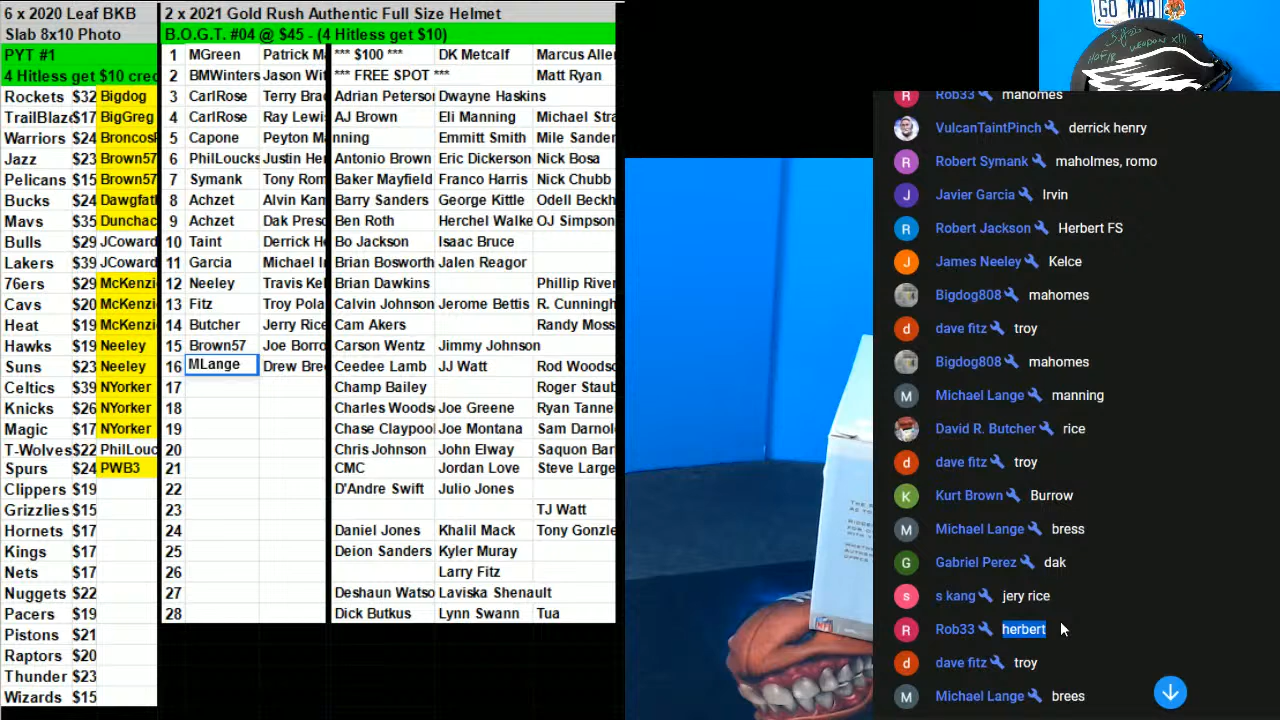 6 x 2020 Leaf BKB
Slab 8x10 Photo
PYT #1
4 Hitless get $10 cred
Rockets $32 Bigdog
TrailBlaz $17 BigGreg
Warriors $24 Broncos
Jazz $23 Brown57
Pelicans $15 Brown57
Bucks $24 Dawgfat
Mavs $35 Dunchac
Bulls $29 JCoward
Lakers $39 JCoward
76ers $29 McKenzi
Cavs $20 McKenzi
Heat $19 McKenzi
Hawks $19 Neeley
Suns $23 Neeley
Celtics $39 NYorker
Knicks $26 NYorker
Magic $17 NYorker
T-Wolves $22 PhilLouc
Spurs $24 PWB3
Clippers $19
Grizzlies $15
Hornets $17
Kings $17
Nets $17
Nuggets $22
Pacers $19
Pistons $21
Raptors $20
Thunder $23
Wizards $15
2 x 2021 Gold Rush Authentic Full Size Helmet
B.O.G.T. #04 @ $45 - (4 Hitless get $10)
1 MGreen Patrick M *** $100 *** DK Metcalf Marcus Aller
2 BMWinters Jason Wit *** FREE SPOT *** Matt Ryan
3 CarlRose Terry Brad Adrian Peterson Dwayne Haskins
4 CarlRose Ray Lewis AJ Brown Eli Manning Michael Stra
5 Capone Peyton Manning Emmitt Smith Mile Sander
6 PhilLoucks Justin Her Antonio Brown Eric Dickerson Nick Bosa
7 Symank Tony Rom Baker Mayfield Franco Harris Nick Chubb
8 Achzet Alvin Kam Barry Sanders George Kittle Odell Beckh
9 Achzet Dak Presc Ben Roth Herchel Walke OJ Simpson
10 Taint Derrick He Bo Jackson Isaac Bruce
11 Garcia Michael Ir Brian Bosworth Jalen Reagor
12 Neeley Travis Kel Brian Dawkins Phillip River
13 Fitz Troy Pola Calvin Johnson Jerome Bettis R. Cunningh
14 Butcher Jerry Rice Cam Akers Randy Moss
15 Brown57 Joe Borro Carson Wentz Jimmy Johnson
16 MLange Drew Bree Ceedee Lamb JJ Watt Rod Woodso
17 Champ Bailey Roger Staub
18 Charles Woods Joe Greene Ryan Tanne
19 Chase Claypool Joe Montana Sam Darnold
20 Chris Johnson John Elway Saquon Bar
21 CMC Jordan Love Steve Large
22 D'Andre Swift Julio Jones
23 TJ Watt
24 Daniel Jones Khalil Mack Tony Gonzle
25 Deion Sanders Kyler Muray
26 Larry Fitz
27 Deshaun Watso Laviska Shenault
28 Dick Butkus Lynn Swann Tua
GO MAD
WEAPON XIII
NFL
Rob33 mahomes
VulcanTaintPinch derrick henry
Robert Symank maholmes, romo
Javier Garcia Irvin
Robert Jackson Herbert FS
James Neeley Kelce
Bigdog808 mahomes
dave fitz troy
Bigdog808 mahomes
Michael Lange manning
David R. Butcher rice
dave fitz troy
Kurt Brown Burrow
Michael Lange bress
Gabriel Perez dak
s kang jery rice
Rob33 herbert
dave fitz troy
Michael Lange brees